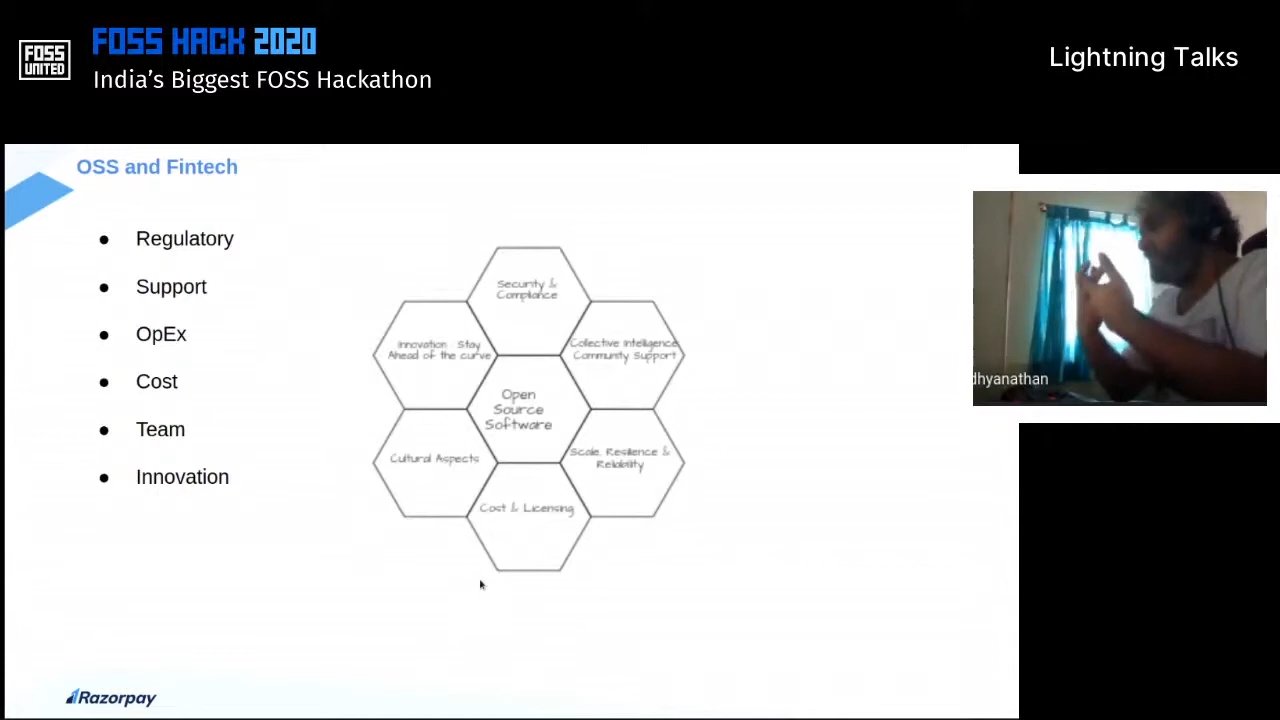 FOSS
UNITED
FOSS HACK 2020
India’s Biggest FOSS Hackathon
Lightning Talks
OSS and Fintech
● Regulatory
● Support
● OpEx
● Cost
● Team
● Innovation
Security &
Compliance
Innovation : Stay
Ahead of the curve
Collective Intelligence
Community Support
Open
Source
Software
Cultural Aspects
Scale, Resilience &
Reliability
Cost & Licensing
dhyanathan
Razorpay